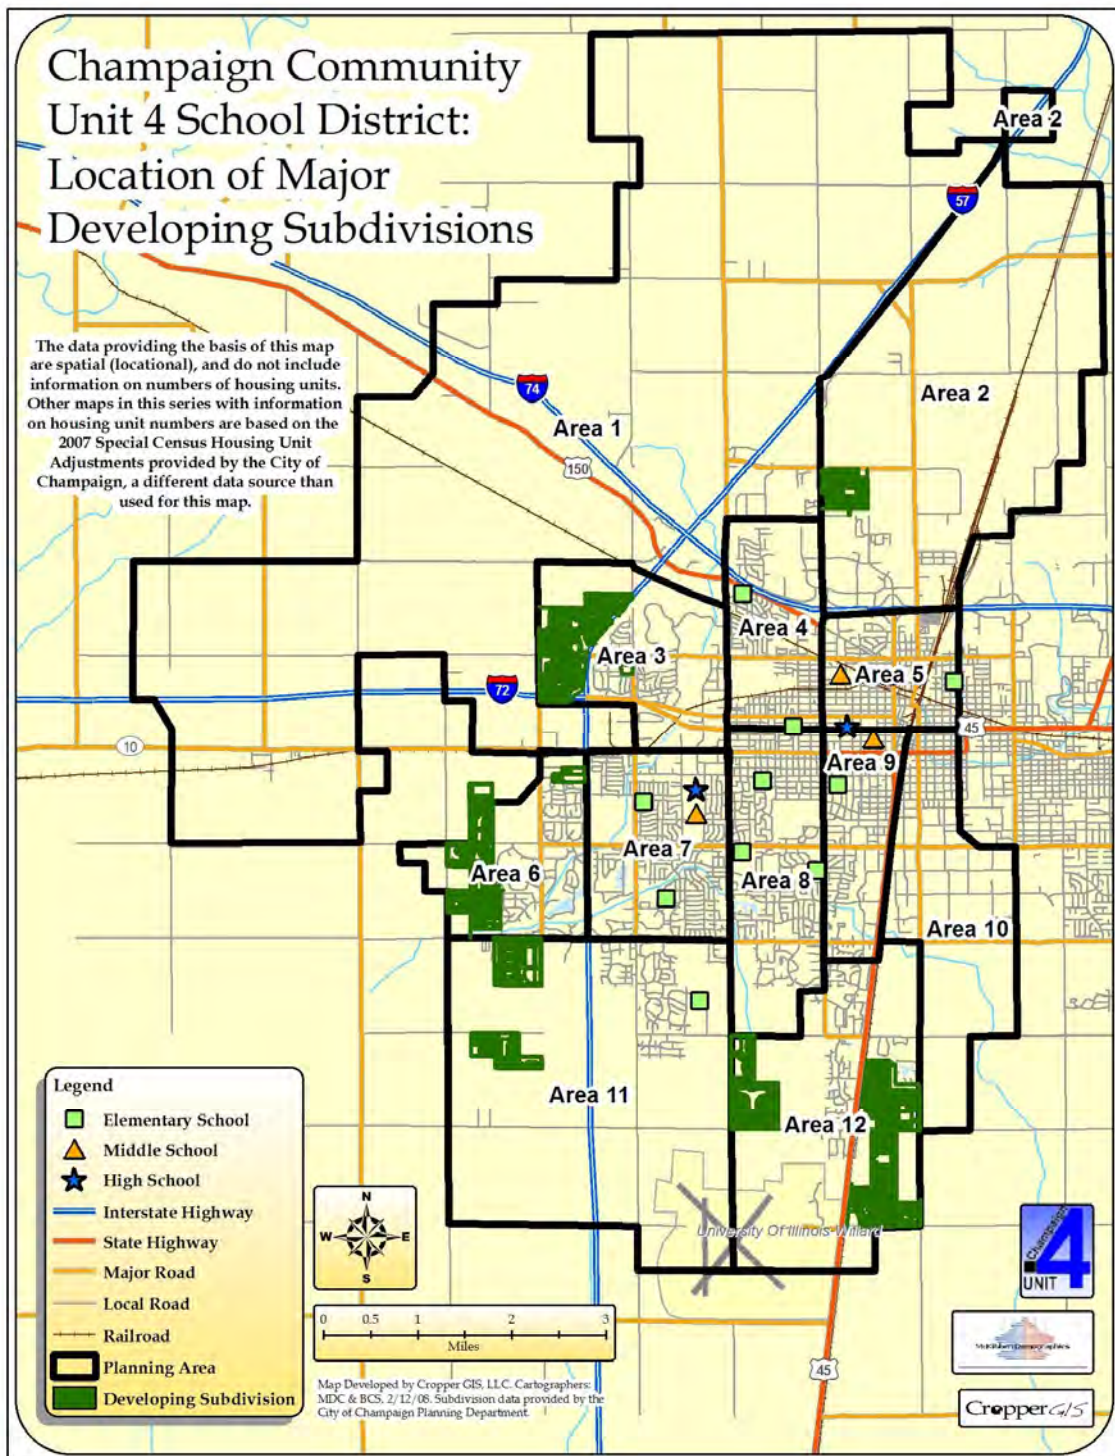 Champaign Community
Unit 4 School District:
Location of Major
Developing Subdivisions
The data providing the basis of this map
are spatial (locational), and do not include
information on numbers of housing units.
Other maps in this series with information
on housing unit numbers are based on the
2007 Special Census Housing Unit
Adjustments provided by the City of
Champaign, a different data source than
used for this map.
Area 2
57
74
Area 1
Area 2
150
Area 4
Area 3
Area 5
72
45
10
Area 9
Area 7
Area 6
Area 8
Area 10
Area 11
Area 12
University Of Illinois-Willard
45
Legend
Elementary School
Middle School
High School
Interstate Highway
State Highway
Major Road
Local Road
Railroad
Planning Area
Developing Subdivision
N
W E
S
0 0.5 1 2 3
Miles
Map Developed by Cropper GIS, LLC. Cartographers:
MDC & BCS, 2/12/08. Subdivision data provided by the
City of Champaign Planning Department.
Champaign
UNIT 4
McKibben Demographics
Cropper GIS